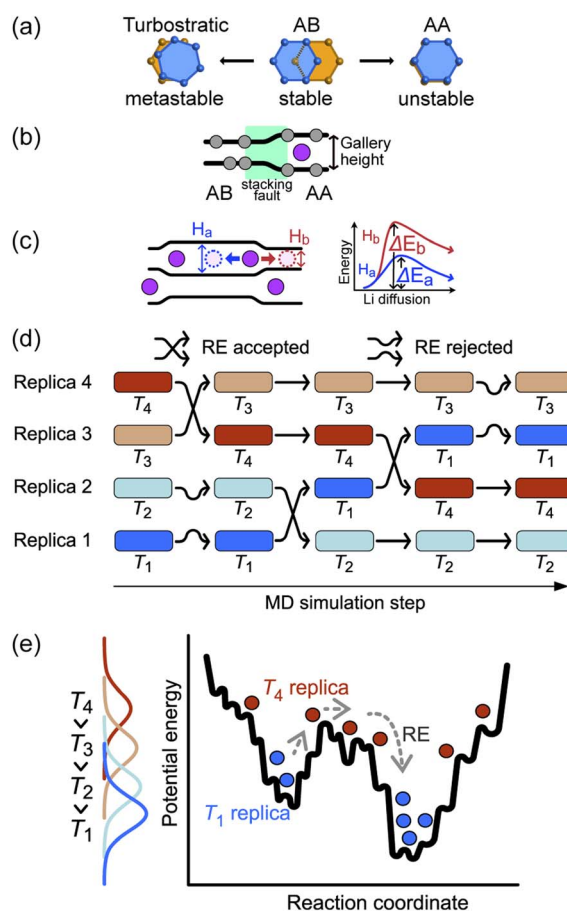 (a)
Turbostratic AB AA
metastable stable unstable
(b)
Gallery
height
AB stacking
fault AA
(c)
Ha Hb
Energy
Hb
Ha
ΔEb
ΔEa
Li diffusion
(d)
RE accepted RE rejected
Replica 4
T4 T3 T3 T3 T3
Replica 3
T3 T4 T4 T1 T1
Replica 2
T2 T2 T1 T4 T4
Replica 1
T1 T1 T2 T2 T2
MD simulation step
(e)
T4
>
T3
>
T2
>
T1
Potential energy
T4 replica
RE
T1 replica
Reaction coordinate